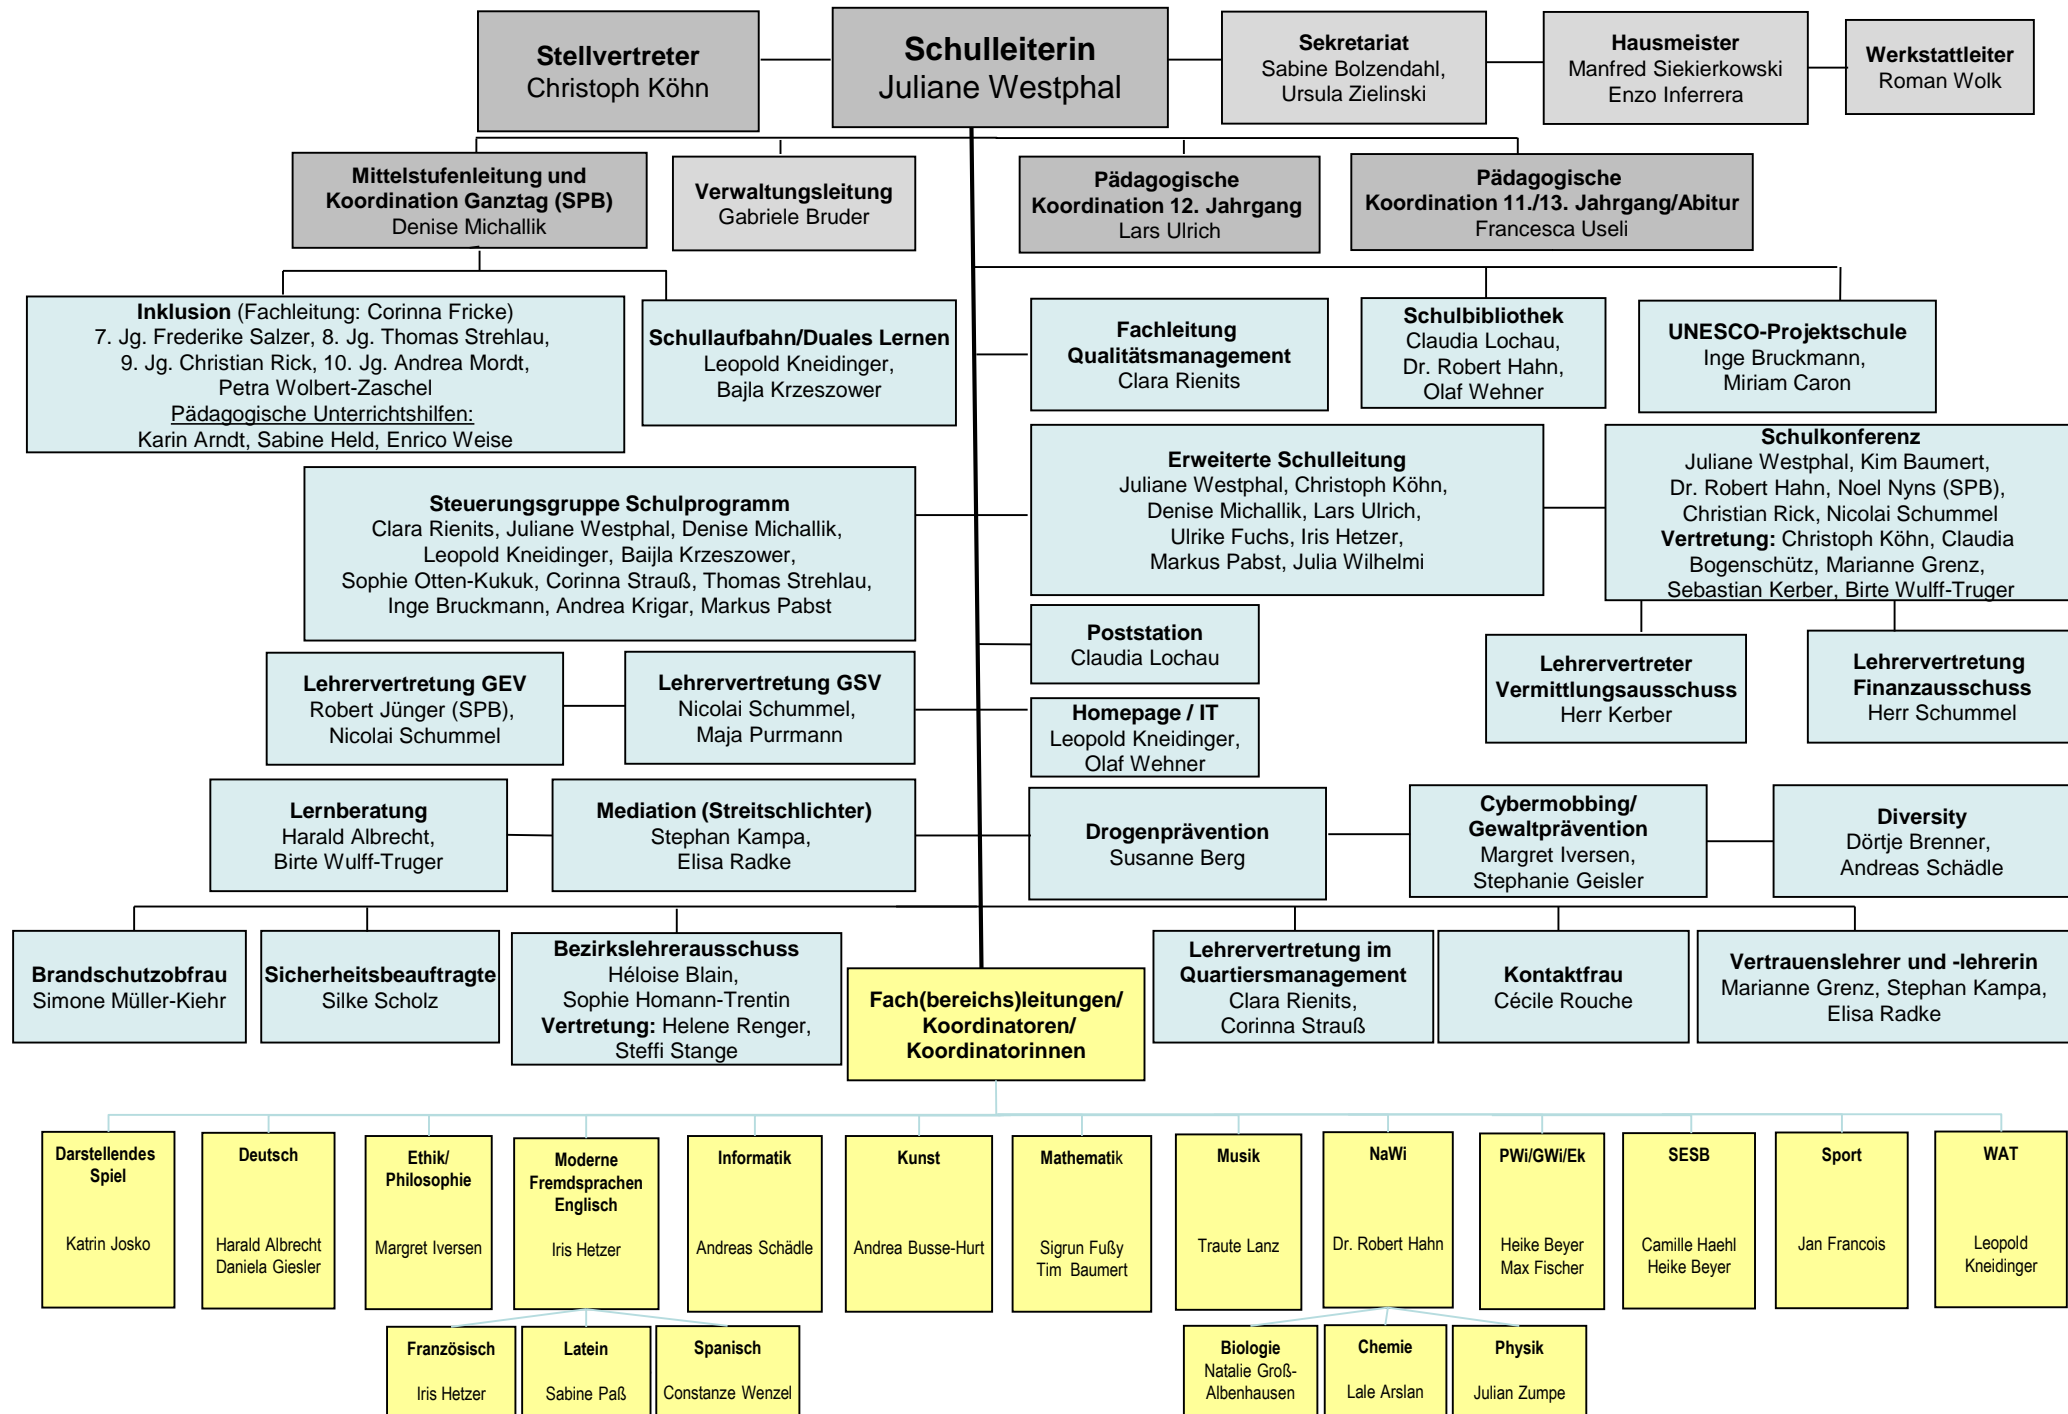 Stellvertreter
Christoph Köhn
Schulleiterin
Juliane Westphal
Sekretariat
Sabine Bolzendahl,
Ursula Zielinski
Hausmeister
Manfred Siekierkowski
Enzo Inferrera
Werkstattleiter
Roman Wolk
Mittelstufenleitung und
Koordination Ganztag (SPB)
Denise Michallik
Verwaltungsleitung
Gabriele Bruder
Pädagogische
Koordination 12. Jahrgang
Lars Ulrich
Pädagogische
Koordination 11./13. Jahrgang/Abitur
Francesca Useli
Inklusion (Fachleitung: Corinna Fricke)
7. Jg. Frederike Salzer, 8. Jg. Thomas Strehlau,
9. Jg. Christian Rick, 10. Jg. Andrea Mordt,
Petra Wolbert-Zaschel
Pädagogische Unterrichtshilfen:
Karin Arndt, Sabine Held, Enrico Weise
Schullaufbahn/Duales Lernen
Leopold Kneidinger,
Bajla Krzeszower
Fachleitung
Qualitätsmanagement
Clara Rienits
Schulbibliothek
Claudia Lochau,
Dr. Robert Hahn,
Olaf Wehner
UNESCO-Projektschule
Inge Bruckmann,
Miriam Caron
Steuerungsgruppe Schulprogramm
Clara Rienits, Juliane Westphal, Denise Michallik,
Leopold Kneidinger, Baijla Krzeszower,
Sophie Otten-Kukuk, Corinna Strauß, Thomas Strehlau,
Inge Bruckmann, Andrea Krigar, Markus Pabst
Erweiterte Schulleitung
Juliane Westphal, Christoph Köhn,
Denise Michallik, Lars Ulrich,
Ulrike Fuchs, Iris Hetzer,
Markus Pabst, Julia Wilhelmi
Schulkonferenz
Juliane Westphal, Kim Baumert,
Dr. Robert Hahn, Noel Nyns (SPB),
Christian Rick, Nicolai Schummel
Vertretung: Christoph Köhn, Claudia
Bogenschütz, Marianne Grenz,
Sebastian Kerber, Birte Wulff-Truger
Poststation
Claudia Lochau
Lehrervertreter
Vermittlungsausschuss
Herr Kerber
Lehrervertretung
Finanzausschuss
Herr Schummel
Lehrervertretung GEV
Robert Jünger (SPB),
Nicolai Schummel
Lehrervertretung GSV
Nicolai Schummel,
Maja Purrmann
Homepage / IT
Leopold Kneidinger,
Olaf Wehner
Lernberatung
Harald Albrecht,
Birte Wulff-Truger
Mediation (Streitschlichter)
Stephan Kampa,
Elisa Radke
Drogenprävention
Susanne Berg
Cybermobbing/
Gewaltprävention
Margret Iversen,
Stephanie Geisler
Diversity
Dörtje Brenner,
Andreas Schädle
Brandschutzobfrau
Simone Müller-Kiehr
Sicherheitsbeauftragte
Silke Scholz
Bezirkslehrerausschuss
Héloise Blain,
Sophie Homann-Trentin
Vertretung: Helene Renger,
Steffi Stange
Fach(bereichs)leitungen/
Koordinatoren/
Koordinatorinnen
Lehrervertretung im
Quartiersmanagement
Clara Rienits,
Corinna Strauß
Kontaktfrau
Cécile Rouche
Vertrauenslehrer und -lehrerin
Marianne Grenz, Stephan Kampa,
Elisa Radke
Darstellendes
Spiel
Katrin Josko
Deutsch
Harald Albrecht
Daniela Giesler
Ethik/
Philosophie
Margret Iversen
Moderne
Fremdsprachen
Englisch
Iris Hetzer
Informatik
Andreas Schädle
Kunst
Andrea Busse-Hurt
Mathematik
Sigrun Fußy
Tim Baumert
Musik
Traute Lanz
NaWi
Dr. Robert Hahn
PWi/GWi/Ek
Heike Beyer
Max Fischer
SESB
Camille Haehl
Heike Beyer
Sport
Jan Francois
WAT
Leopold
Kneidinger
Französisch
Iris Hetzer
Latein
Sabine Paß
Spanisch
Constanze Wenzel
Biologie
Natalie Groß-
Albenhausen
Chemie
Lale Arslan
Physik
Julian Zumpe